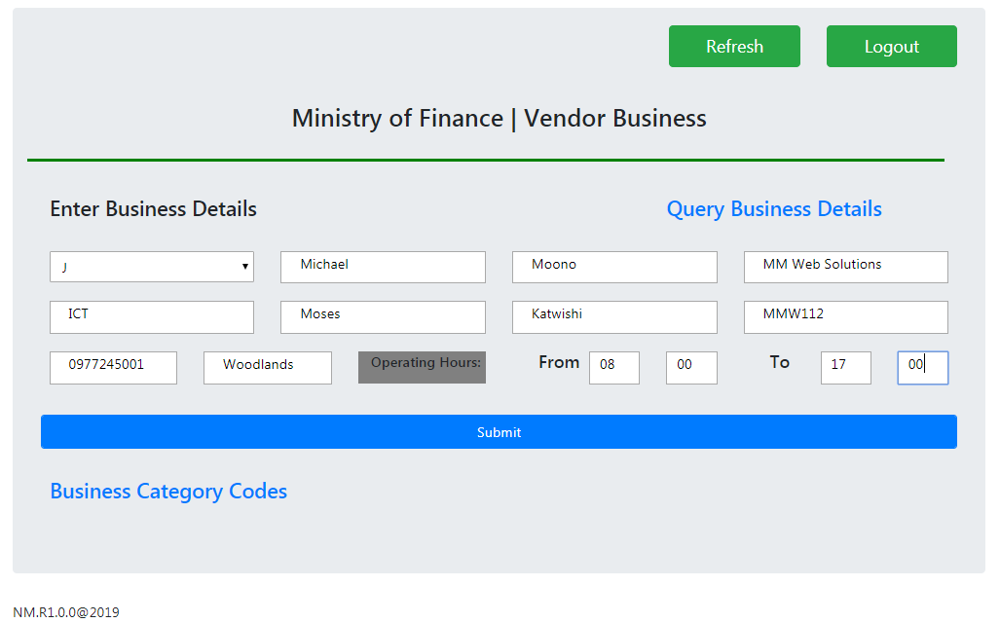 Refresh Logout
Ministry of Finance | Vendor Business
Enter Business Details Query Business Details
J Michael Moono MM Web Solutions
ICT Moses Katwishi MMW112
0977245001 Woodlands Operating Hours: From 08 00 To 17 00
Submit
Business Category Codes
NM.R1.0.0@2019